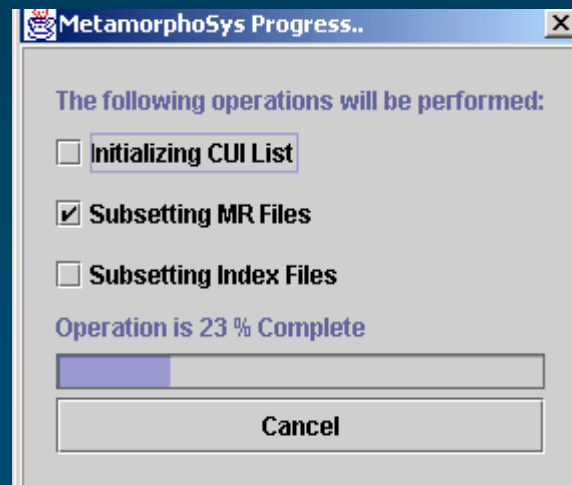 MetamorphoSys Progress..
The following operations will be performed:
Initializing CUI List
Subsetting MR Files
Subsetting Index Files
Operation is 23 % Complete
Cancel